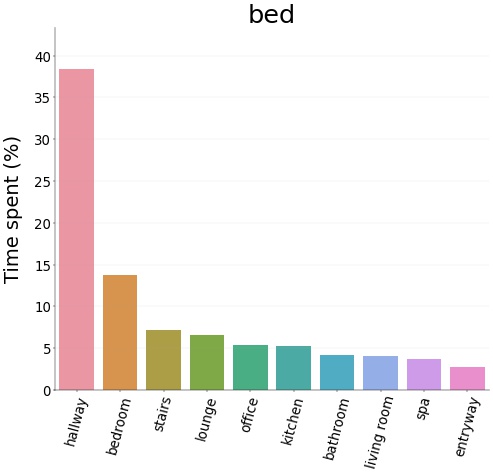 bed
Time spent (%)
40
35
30
25
20
15
10
5
0
hallway
bedroom
stairs
lounge
office
kitchen
bathroom
living room
spa
entryway